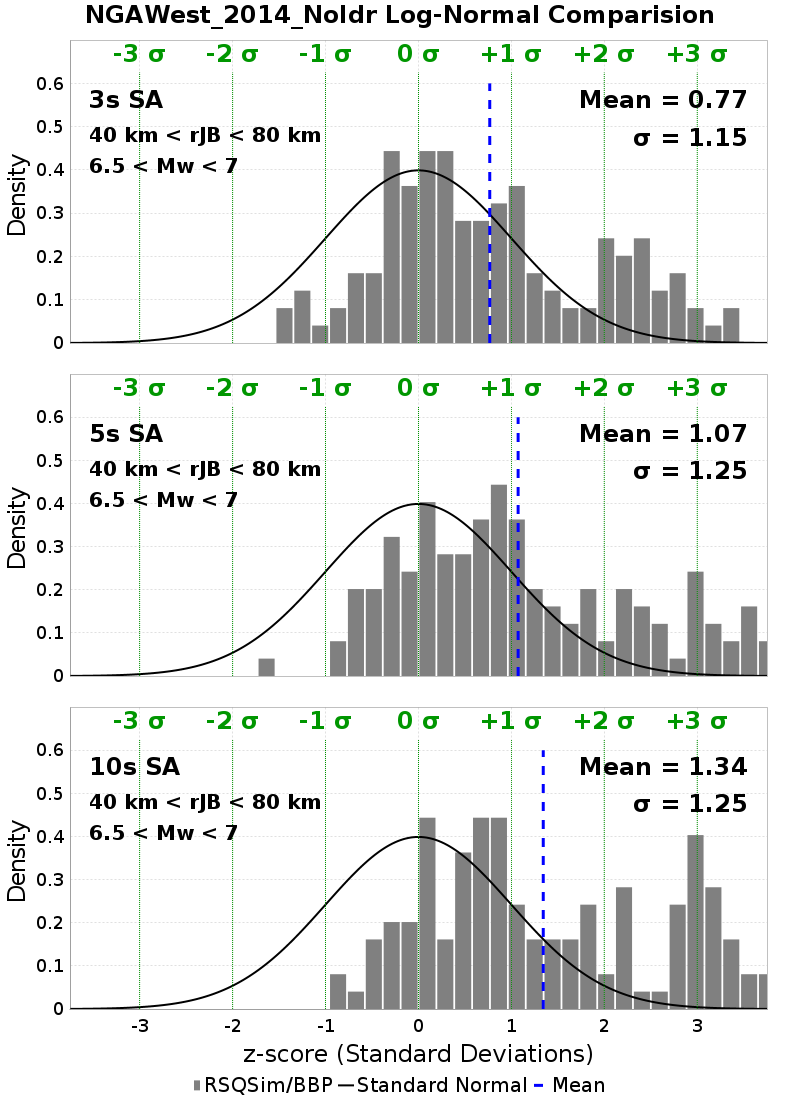 NGAWest_2014_NoIdr Log-Normal Comparision
-3 σ -2 σ -1 σ 0 σ +1 σ +2 σ +3 σ
0.6
3s SA Mean = 0.77
0.5
40 km < rJB < 80 km σ = 1.15
6.5 < Mw < 7
0.4
Density
0.3
0.2
0.1
0
-3 σ -2 σ -1 σ 0 σ +1 σ +2 σ +3 σ
0.6
5s SA Mean = 1.07
0.5
40 km < rJB < 80 km σ = 1.25
6.5 < Mw < 7
0.4
Density
0.3
0.2
0.1
0
-3 σ -2 σ -1 σ 0 σ +1 σ +2 σ +3 σ
0.6
10s SA Mean = 1.34
0.5
40 km < rJB < 80 km σ = 1.25
6.5 < Mw < 7
0.4
Density
0.3
0.2
0.1
0
-3 -2 -1 0 1 2 3
z-score (Standard Deviations)
RSQSim/BBP Standard Normal Mean